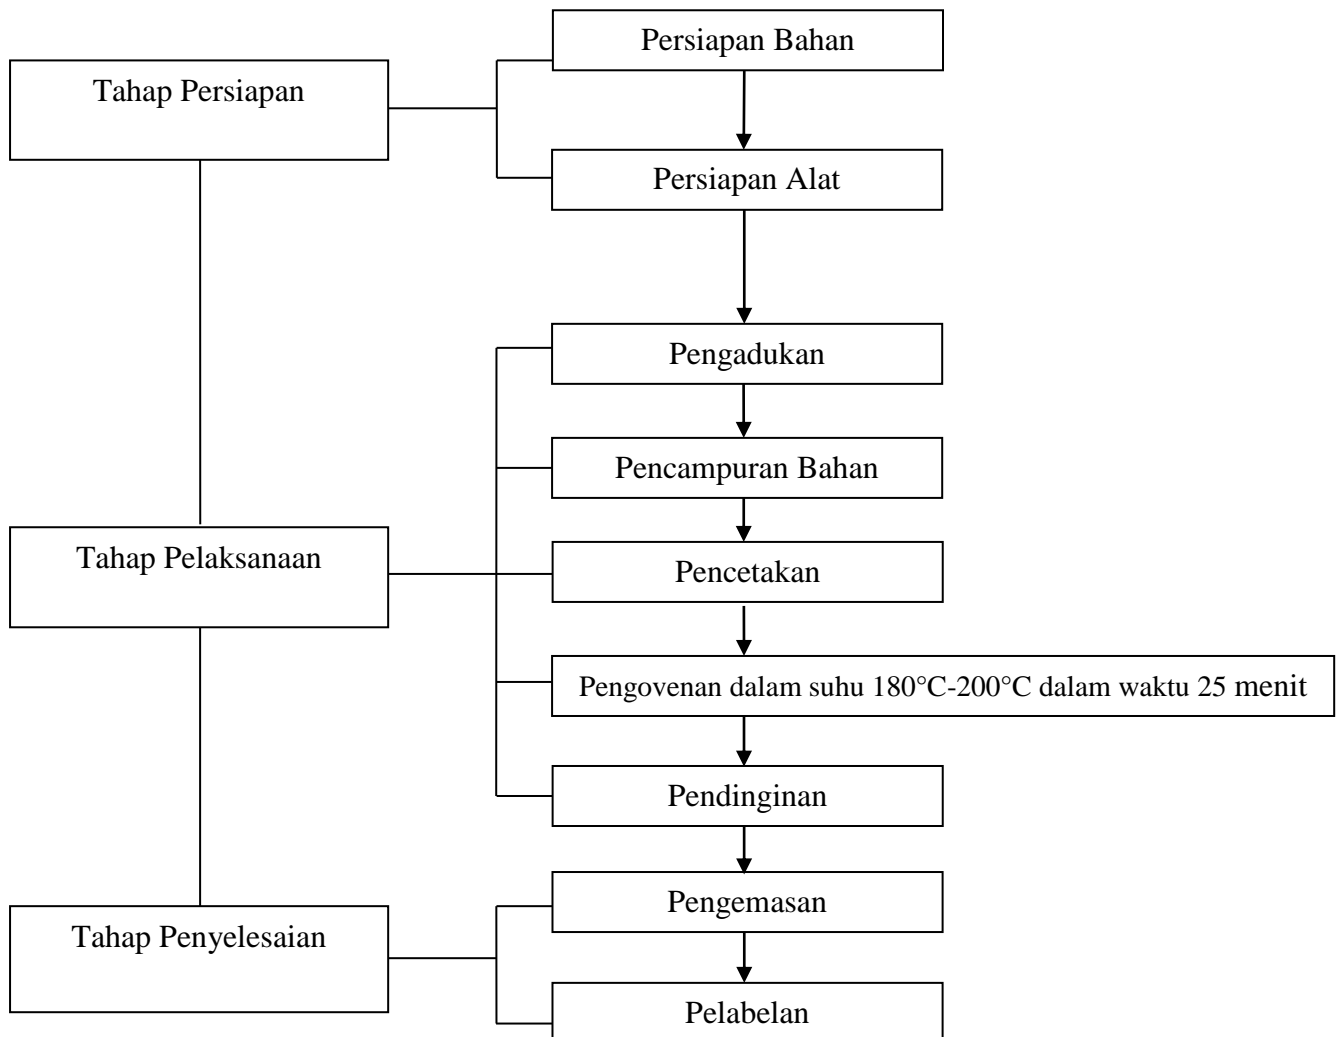 Persiapan Bahan
Tahap Persiapan
Persiapan Alat
Pengadukan
Pencampuran Bahan
Tahap Pelaksanaan
Pencetakan
Pengovenan dalam suhu 180°C-200°C dalam waktu 25 menit
Pendinginan
Pengemasan
Tahap Penyelesaian
Pelabelan